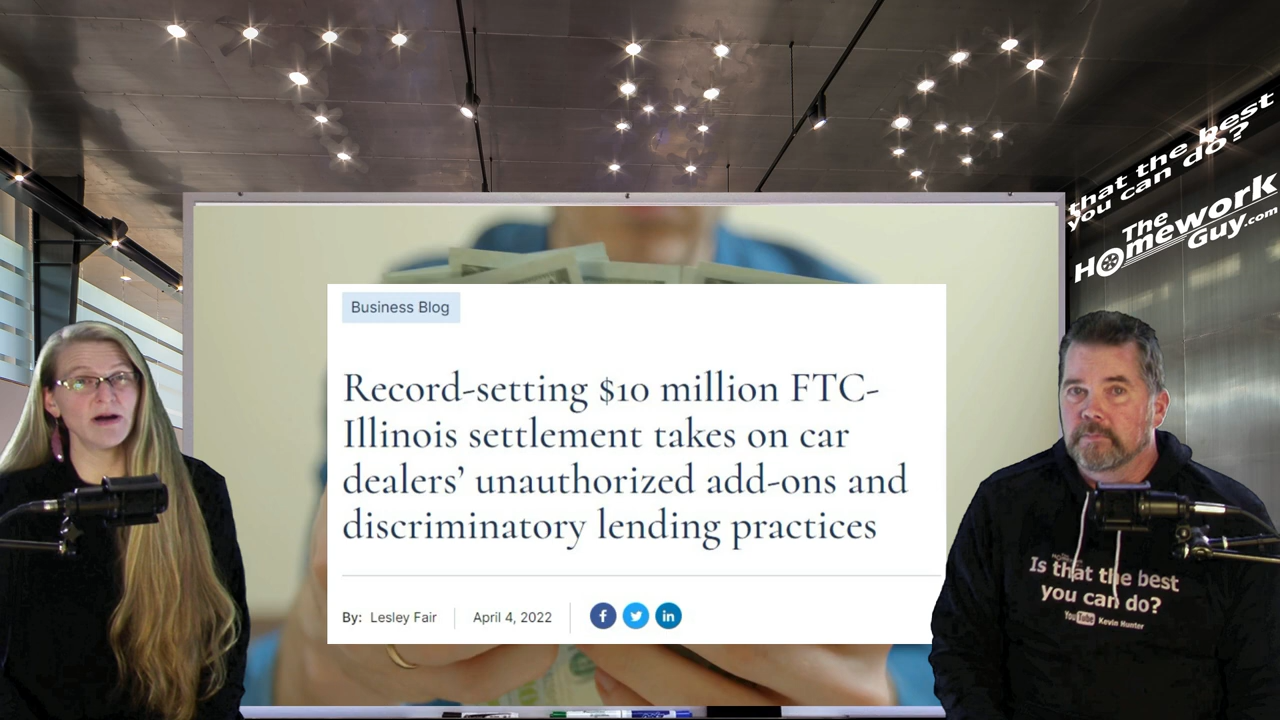 that the best
you can do?
The
Homework
Guy.com
Business Blog
Record-setting $10 million FTC-
Illinois settlement takes on car
dealers’ unauthorized add-ons and
discriminatory lending practices
By: Lesley Fair
April 4, 2022
Is that the best
you can do?
YouTube Kevin Hunter